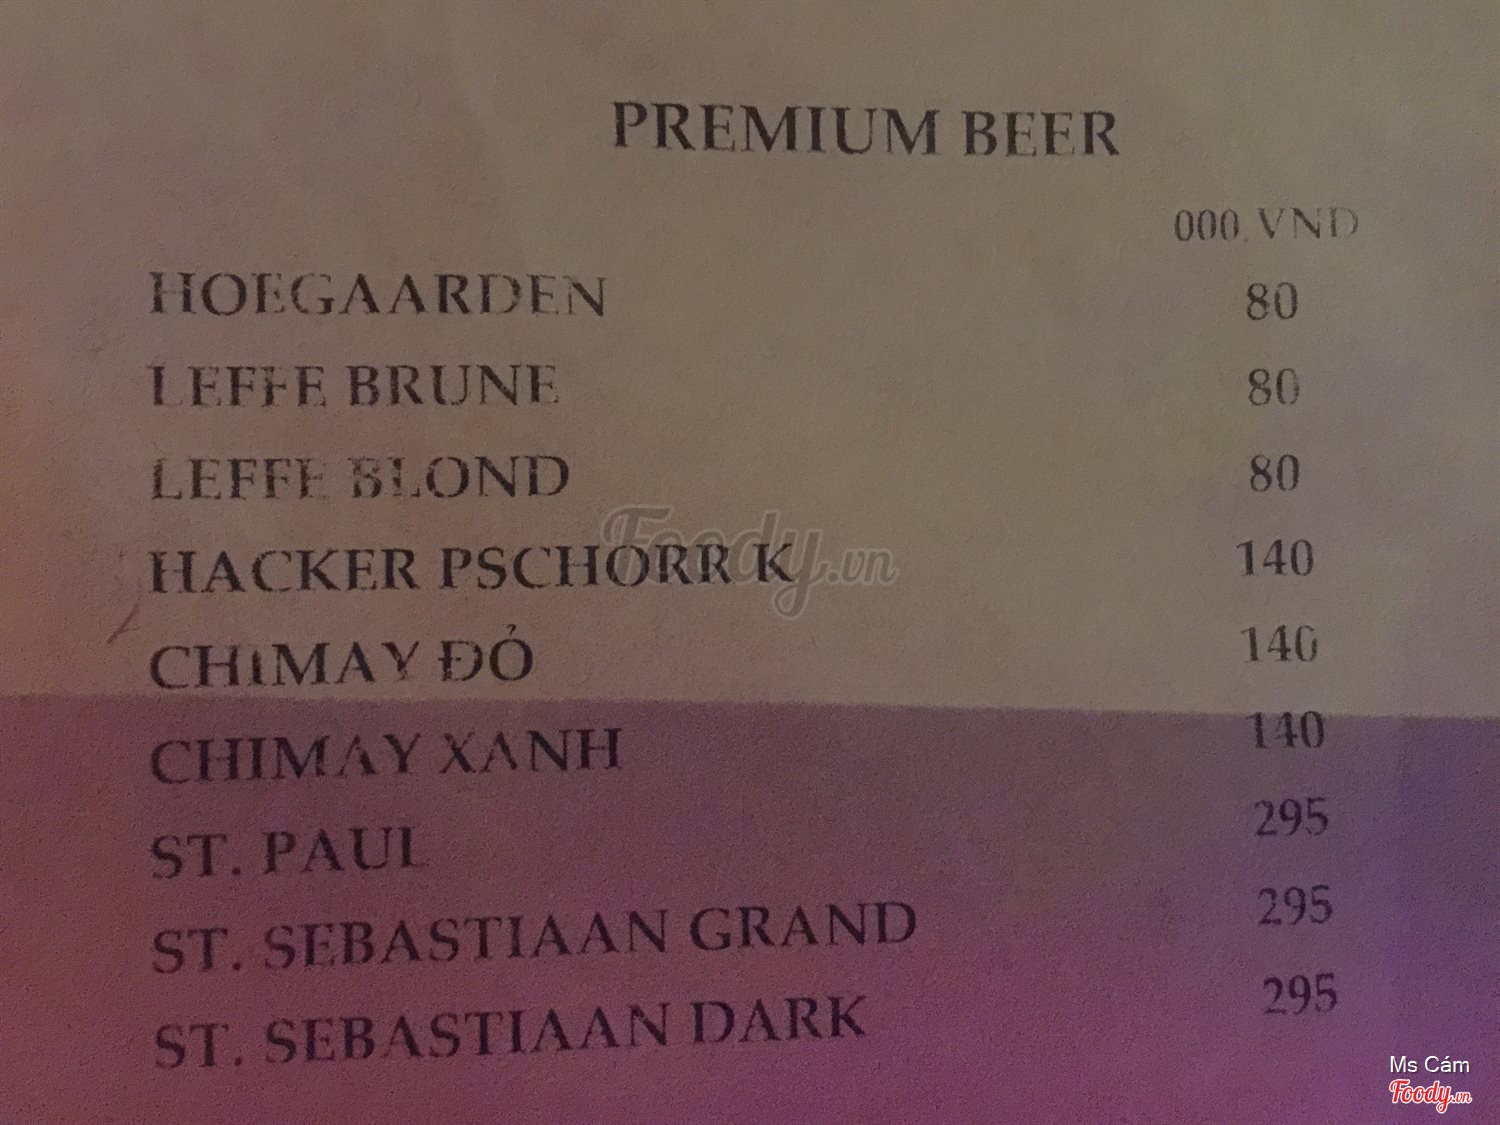 PREMIUM BEER
000.VND
HOEGAARDEN 80
LEFFE BRUNE 80
LEFFE BLOND 80
HACKER PSCHORR K 140
CHIMAY ĐỎ 140
CHIMAY XANH 140
ST. PAUL 295
ST. SEBASTIAAN GRAND 295
ST. SEBASTIAAN DARK 295
Foody.vn
Ms Cám
Foody.vn